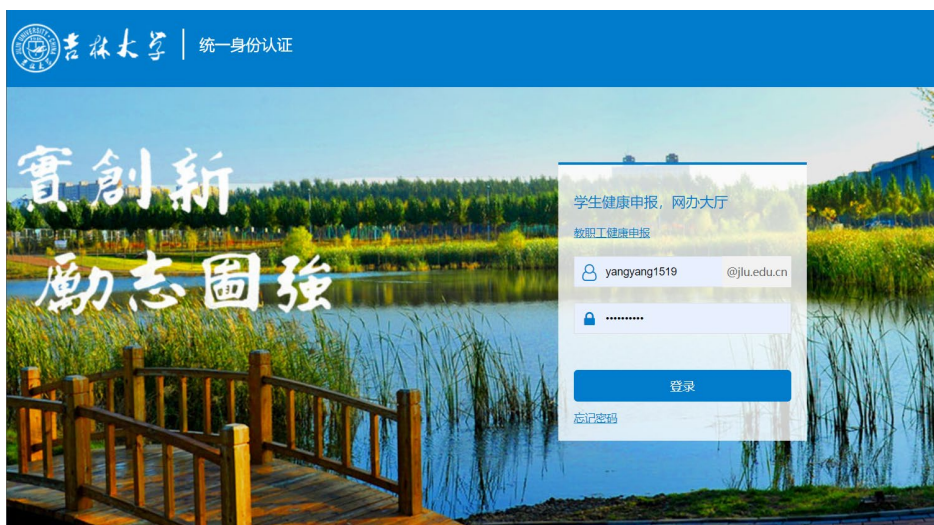 吉林大学
统一身份认证
實創新
勵志圖強
学生健康申报，网办大厅
教职工健康申报
yangyang1519 @jlu.edu.cn
••••••••••
登录
忘记密码